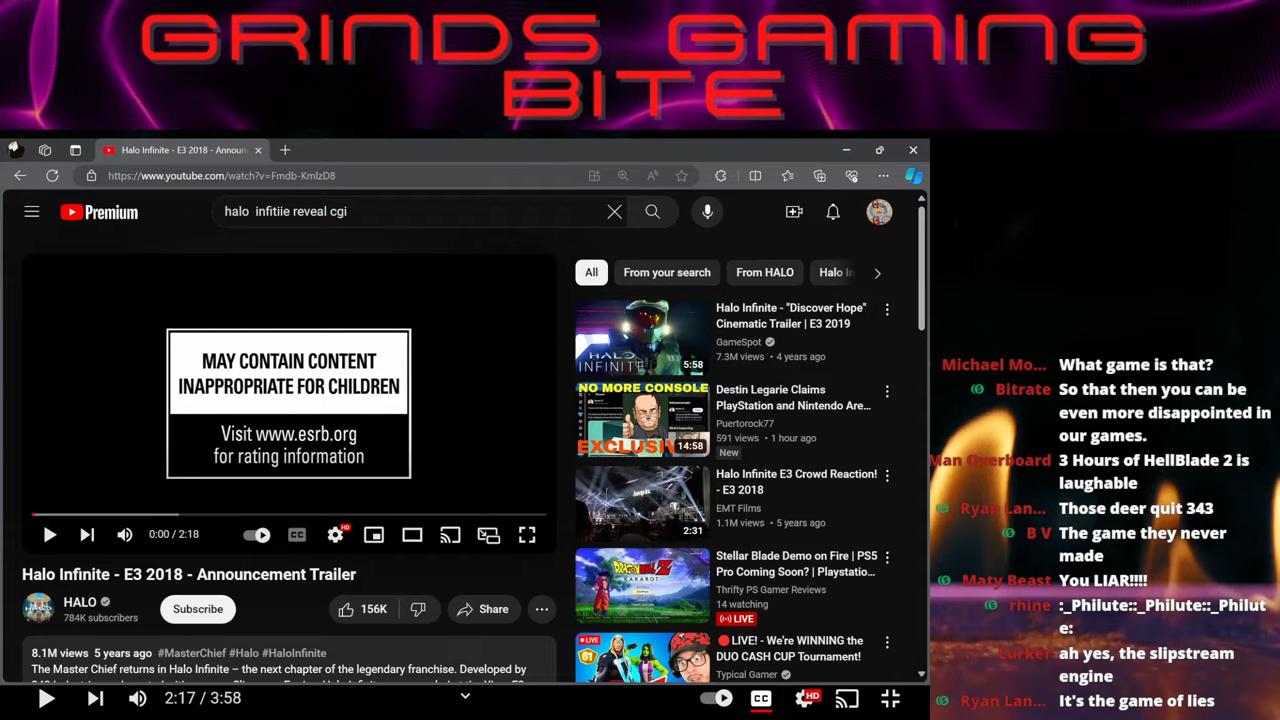 GRINDS GAMING
BITE
Halo Infinite - E3 2018 - Announ
https://www.youtube.com/watch?v=Fmdb-KmlzD8
Premium
halo  infitiie reveal cgi
MAY CONTAIN CONTENT
INAPPROPRIATE FOR CHILDREN
Visit www.esrb.org
for rating information
0:00 / 2:18
HD
Halo Infinite - E3 2018 - Announcement Trailer
HALO
784K subscribers
Subscribe
156K
Share
8.1M views  5 years ago  #MasterChief #Halo #HaloInfinite
The Master Chief returns in Halo Infinite – the next chapter of the legendary franchise. Developed by
All
From your search
From HALO
Halo In
HALO
INFINITE
5:58
Halo Infinite - "Discover Hope"
Cinematic Trailer | E3 2019
GameSpot
7.3M views • 4 years ago
NO MORE CONSOLE
EXCLUS
14:58
Destin Legarie Claims
PlayStation and Nintendo Are...
Puertorock77
591 views • 1 hour ago
New
2:31
Halo Infinite E3 Crowd Reaction!
- E3 2018
EMT Films
1.1M views • 5 years ago
Stellar Blade Demo on Fire | PS5
Pro Coming Soon? | Playstatio...
Thrifty PS Gamer Reviews
14 watching
LIVE
LIVE
61
LIVE! - We're WINNING the
DUO CASH CUP Tournament!
Typical Gamer
2:17 / 3:58
CC
HD
Michael Mo... What game is that?
Bitrate So that then you can be
even more disappointed in
our games.
Man Overboard 3 Hours of HellBlade 2 is
laughable
Ryan Lan... Those deer quit 343
B V The game they never
made
Maty Beast You LIAR!!!!
rhine :_Philute::_Philute::_Philut
e:
Lurker ah yes, the slipstream
engine
Ryan Lan... It's the game of lies